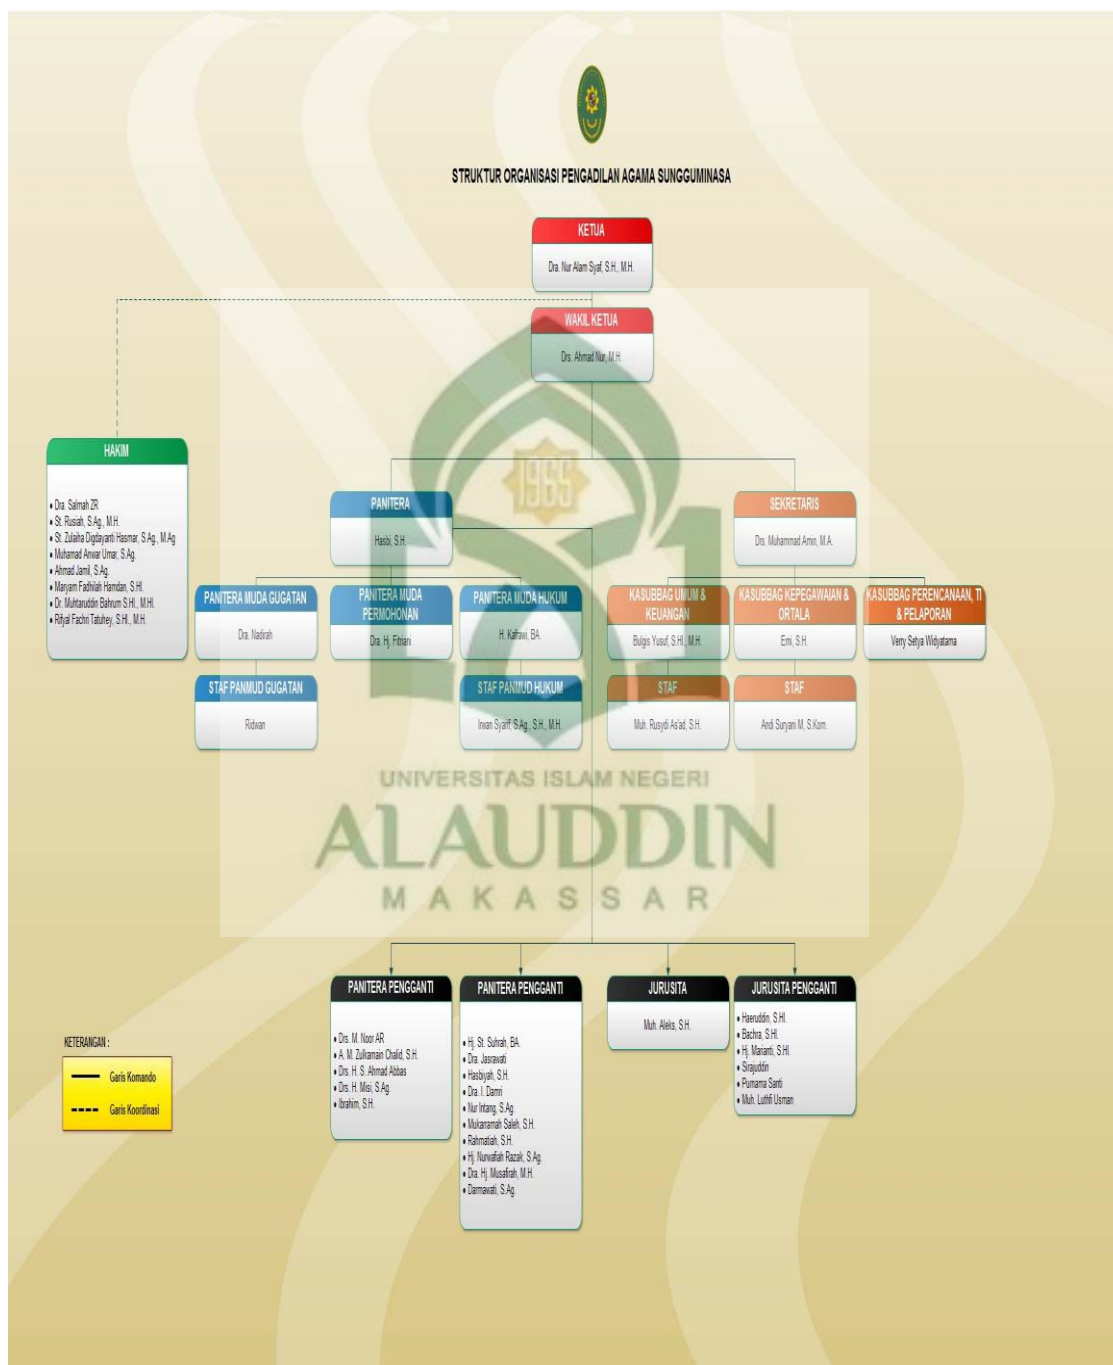 STRUKTUR ORGANISASI PENGADILAN AGAMA SUNGGUMINASA
KETUA
Dra. Nur Alam Syaf, S.H., M.H.
WAKIL KETUA
Drs. Ahmad Nur, M.H.
HAKIM
• Dra. Salmah ZR
• St. Rusiah, S.Ag., M.H.
• St. Zulaiha Digdayanti Hasmar, S.Ag., M.Ag
• Muhamad Anwar Umar, S.Ag.
• Ahmad Jamil, S.Ag.
• Maryam Fadhilah Hamdan, S.HI.
• Dr. Muhtaruddin Bahrum S.HI., M.HI.
• Rifyal Fachri Tatuhey, S.HI., M.H.
PANITERA
Hasbi, S.H.
SEKRETARIS
Drs. Muhammad Amin, M.A.
PANITERA MUDA GUGATAN
Dra. Nadirah
PANITERA MUDA
PERMOHONAN
Dra. Hj. Fitriani
PANITERA MUDA HUKUM
H. Kafrawi, BA.
KASUBBAG UMUM &
KEUANGAN
Bulgis Yusuf, S.HI., M.H.
KASUBBAG KEPEGAWAIAN &
ORTALA
Erni, S.H.
KASUBBAG PERENCANAAN, TI
& PELAPORAN
Verry Setya Widyatama
STAF PANMUD GUGATAN
Ridwan
STAF PANMUD HUKUM
Irwan Syariff, S.Ag., S.H., M.H.
STAF
Muh. Rusydi As'ad, S.H.
STAF
Andi Suryani M, S.Kom.
1965
UNIVERSITAS ISLAM NEGERI
ALAUDDIN
MAKASSAR
PANITERA PENGGANTI
• Drs. M. Noor AR
• A. M. Zulkarnain Chalid, S.H.
• Drs. H. S. Ahmad Abbas
• Drs. H. Misi, S.Ag
• Ibrahim, S.H.
PANITERA PENGGANTI
• Hj. St. Suhrah, BA.
• Dra. Jasrawati
• Hasbiyah, S.H.
• Dra. I. Damri
• Nur Intang, S.Ag.
• Mukarramah Saleh, S.H.
• Rahmatiah, S.H.
• Hj. Nurwafiah Razak, S.Ag.
• Dra. Hj. Musafirah, M.H.
• Darmawati, S.Ag.
JURUSITA
Muh. Aleks, S.H.
JURUSITA PENGGANTI
• Haeruddin, S.HI.
• Bachra, S.HI.
• Hj. Marianti, S.HI.
• Sirajuddin
• Purnama Santi
• Muh. Luthfi Usman
KETERANGAN :
Garis Komando
Garis Koordinasi